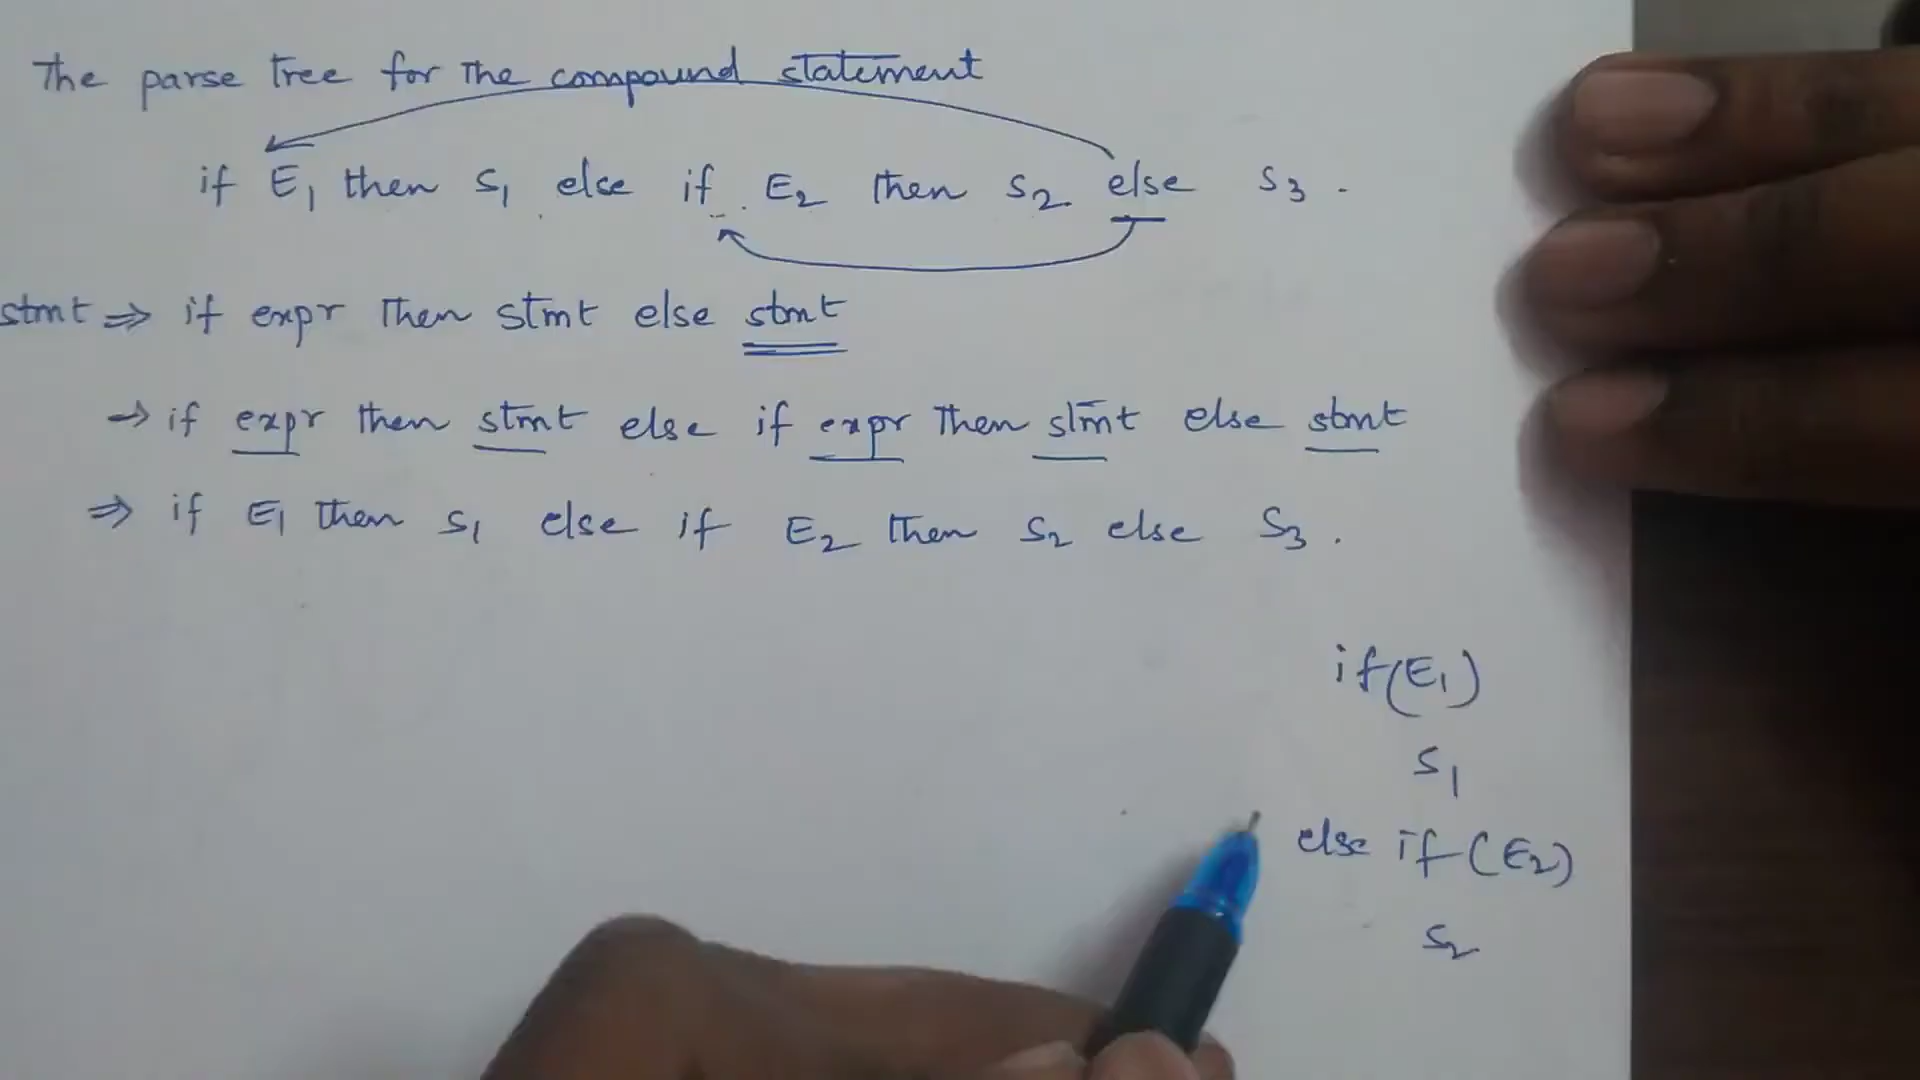 The parse tree for the compound statement
if E1 then S1 else if E2 then S2 else S3.
stmt ⇒ if expr then stmt else stmt
→ if expr then stmt else if expr then stmt else stmt
⇒ if E1 then S1 else if E2 then S2 else S3.
if(E1)
S1
else if (E2)
S2